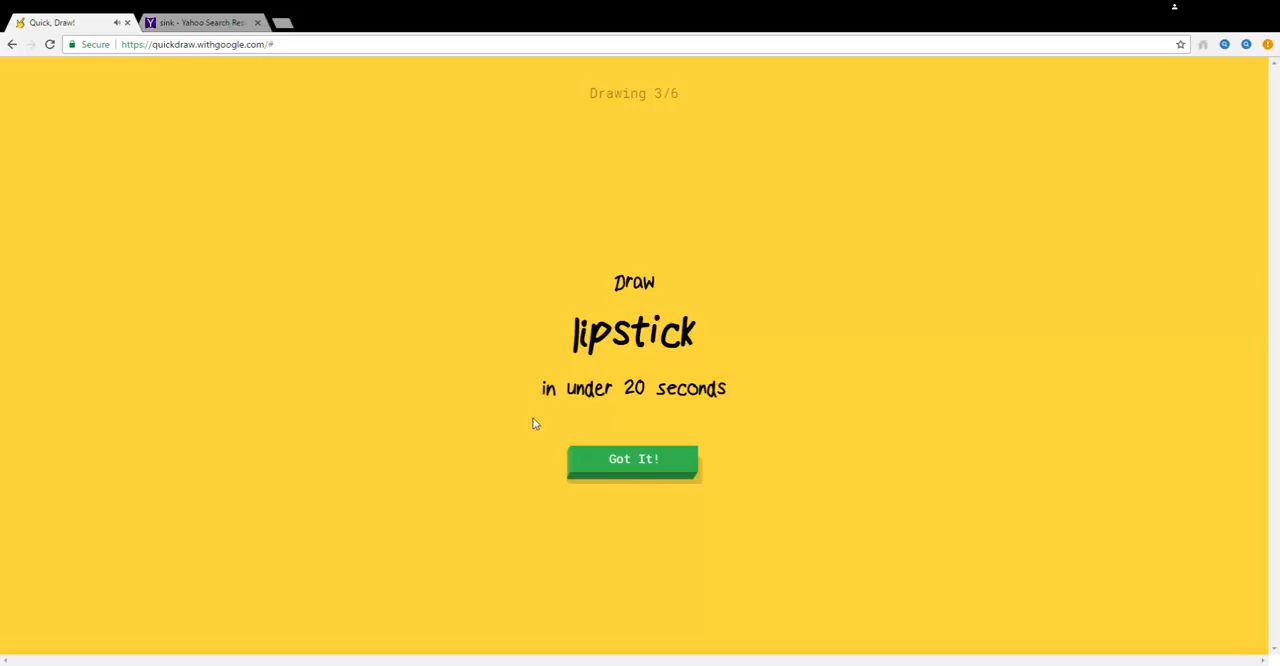 Quick, Draw!
sink - Yahoo Search Res
Secure
https://quickdraw.withgoogle.com/#
Drawing 3/6
Draw
lipstick
in under 20 seconds
Got It!